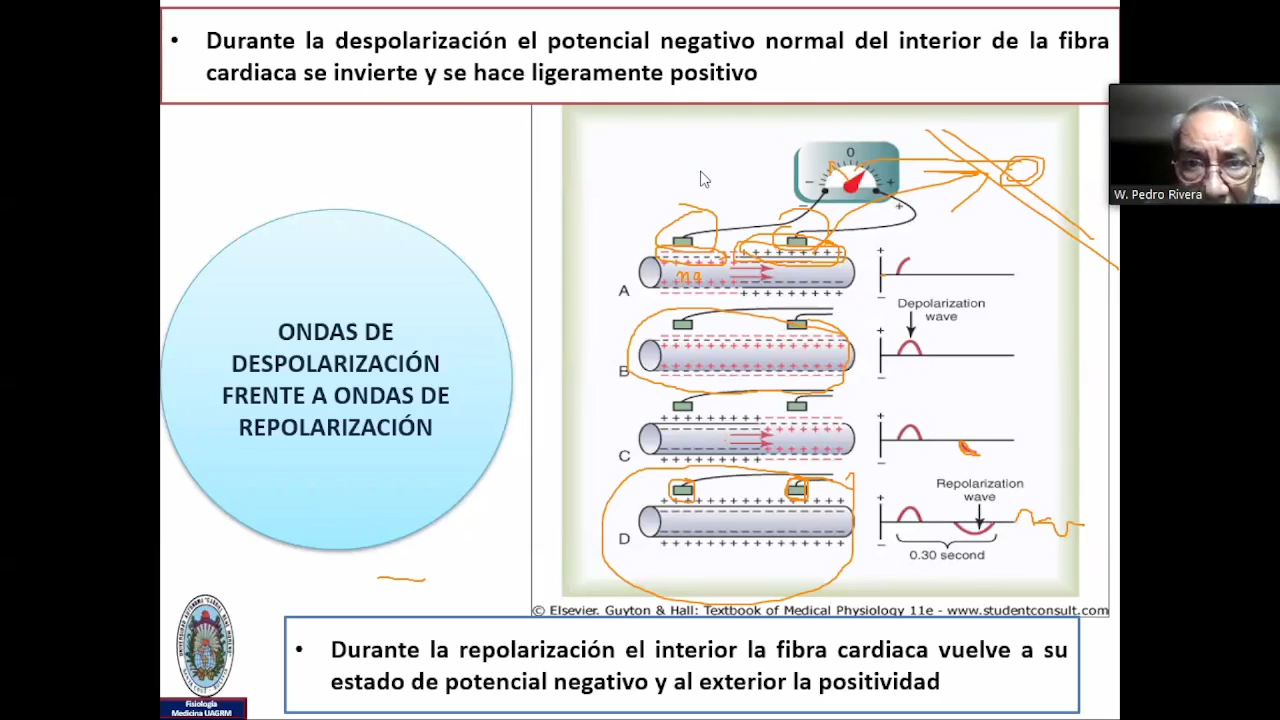 • Durante la despolarización el potencial negativo normal del interior de la fibra
cardiaca se invierte y se hace ligeramente positivo
W. Pedro Rivera
0
- +
- +
A
+
-
Depolarization
wave
B
+
-
C
+
-
Repolarization
wave
D
+
-
0.30 second
ONDAS DE
DESPOLARIZACIÓN
FRENTE A ONDAS DE
REPOLARIZACIÓN
© Elsevier. Guyton & Hall: Textbook of Medical Physiology 11e - www.studentconsult.com
• Durante la repolarización el interior la fibra cardiaca vuelve a su
estado de potencial negativo y al exterior la positividad
Fisiología
Medicina UAGRM